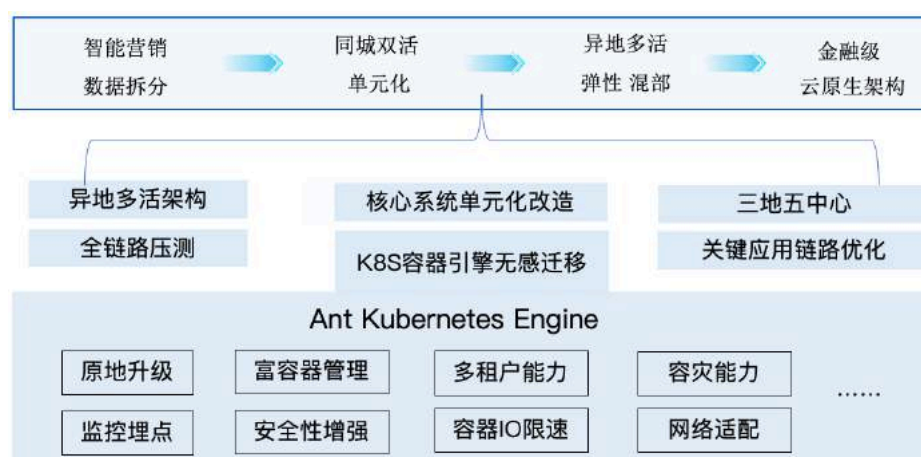 智能营销
数据拆分
同城双活
单元化
异地多活
弹性 混部
金融级
云原生架构
异地多活架构
核心系统单元化改造
三地五中心
全链路压测
K8S容器引擎无感迁移
关键应用链路优化
Ant Kubernetes Engine
原地升级
富容器管理
多租户能力
容灾能力
……
监控埋点
安全性增强
容器IO限速
网络适配